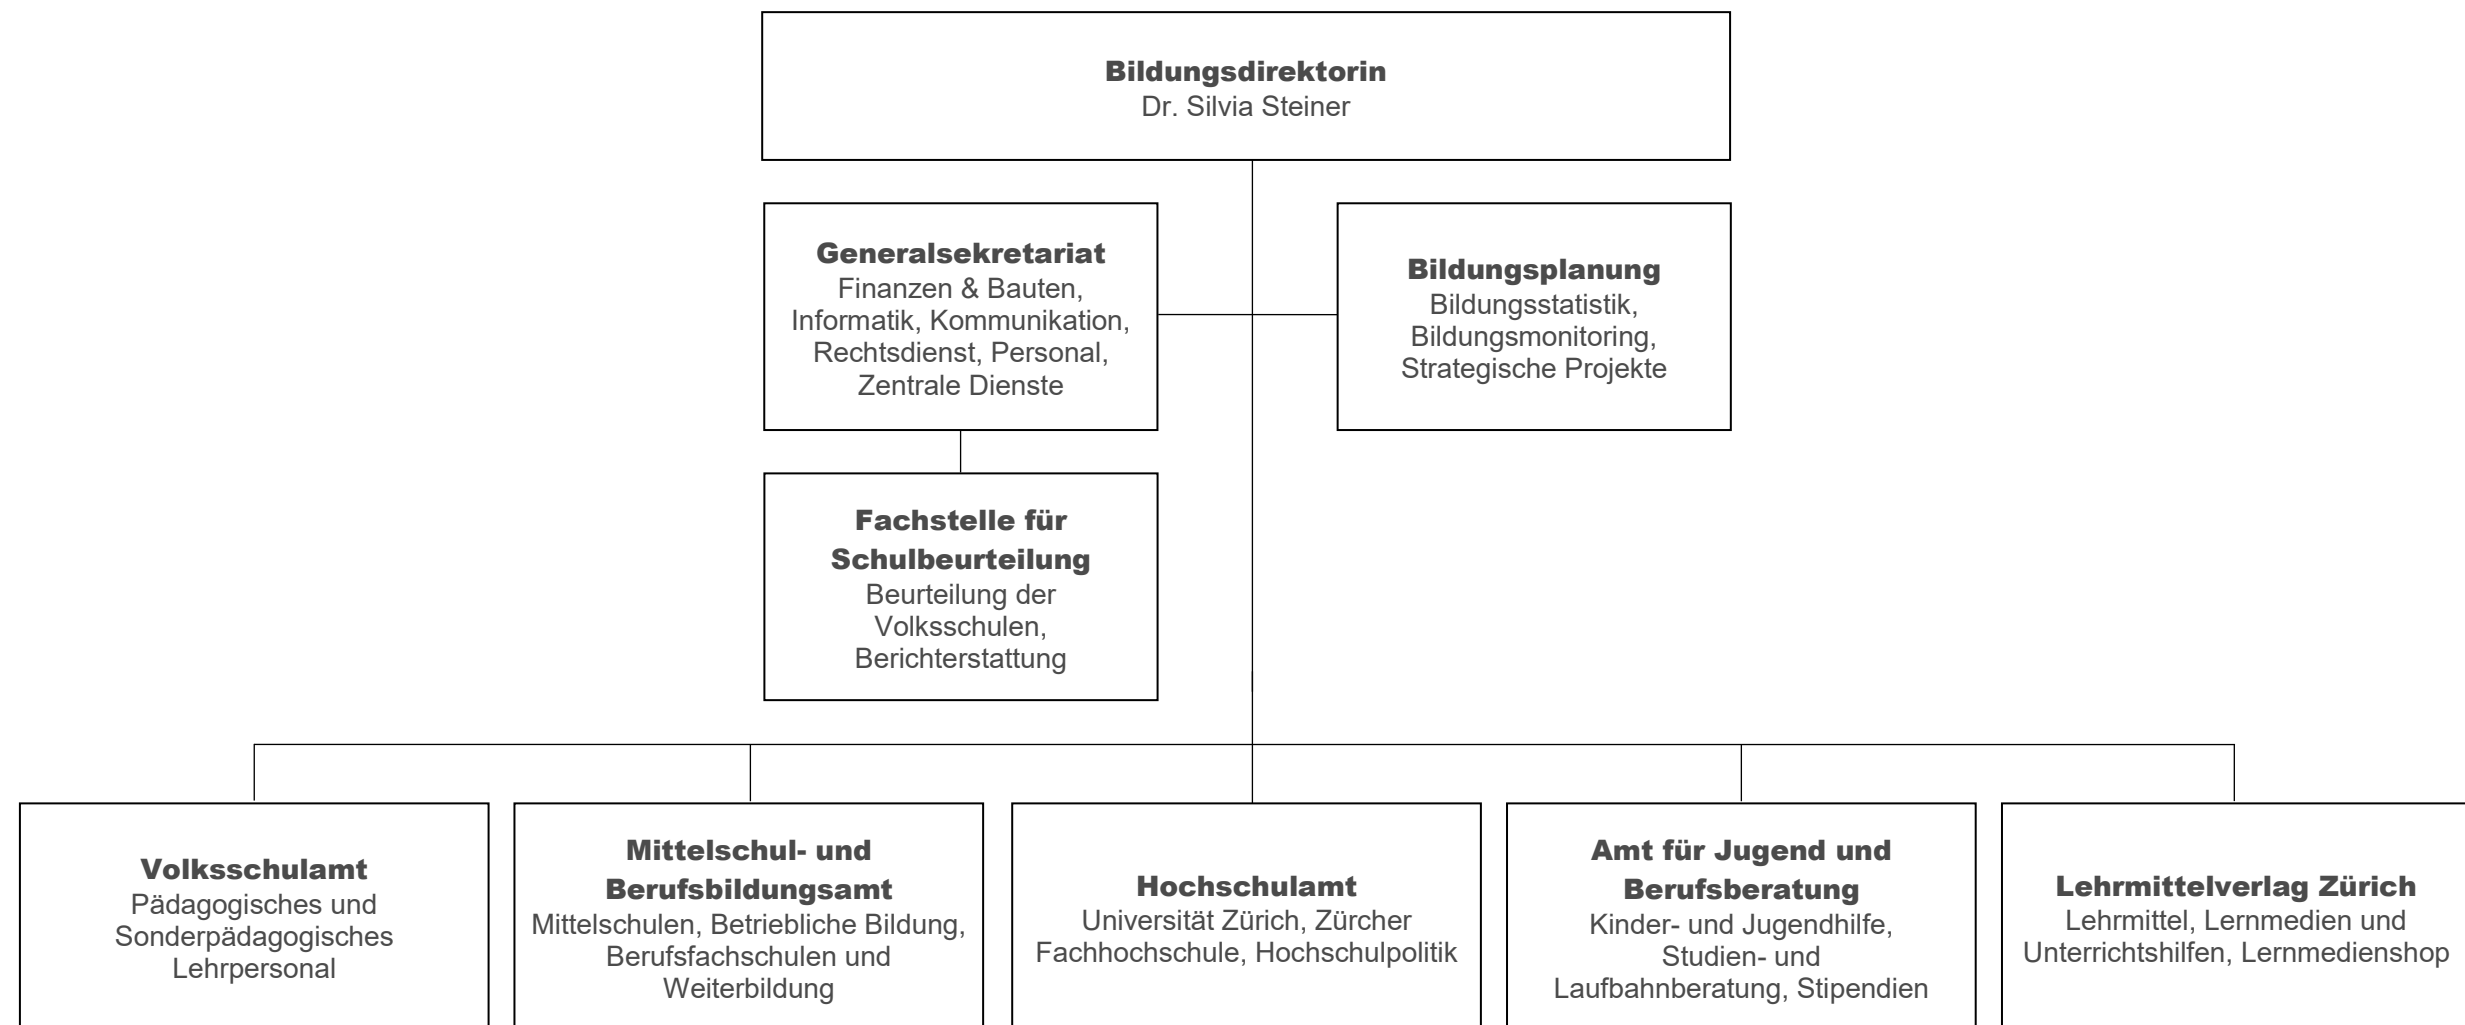 Bildungsdirektorin
Dr. Silvia Steiner
Generalsekretariat
Finanzen & Bauten,
Informatik, Kommunikation,
Rechtsdienst, Personal,
Zentrale Dienste
Bildungsplanung
Bildungsstatistik,
Bildungsmonitoring,
Strategische Projekte
Fachstelle für
Schulbeurteilung
Beurteilung der
Volksschulen,
Berichterstattung
Volksschulamt
Pädagogisches und
Sonderpädagogisches
Lehrpersonal
Mittelschul- und
Berufsbildungsamt
Mittelschulen, Betriebliche Bildung,
Berufsfachschulen und
Weiterbildung
Hochschulamt
Universität Zürich, Zürcher
Fachhochschule, Hochschulpolitik
Amt für Jugend und
Berufsberatung
Kinder- und Jugendhilfe,
Studien- und
Laufbahnberatung, Stipendien
Lehrmittelverlag Zürich
Lehrmittel, Lernmedien und
Unterrichtshilfen, Lernmedienshop